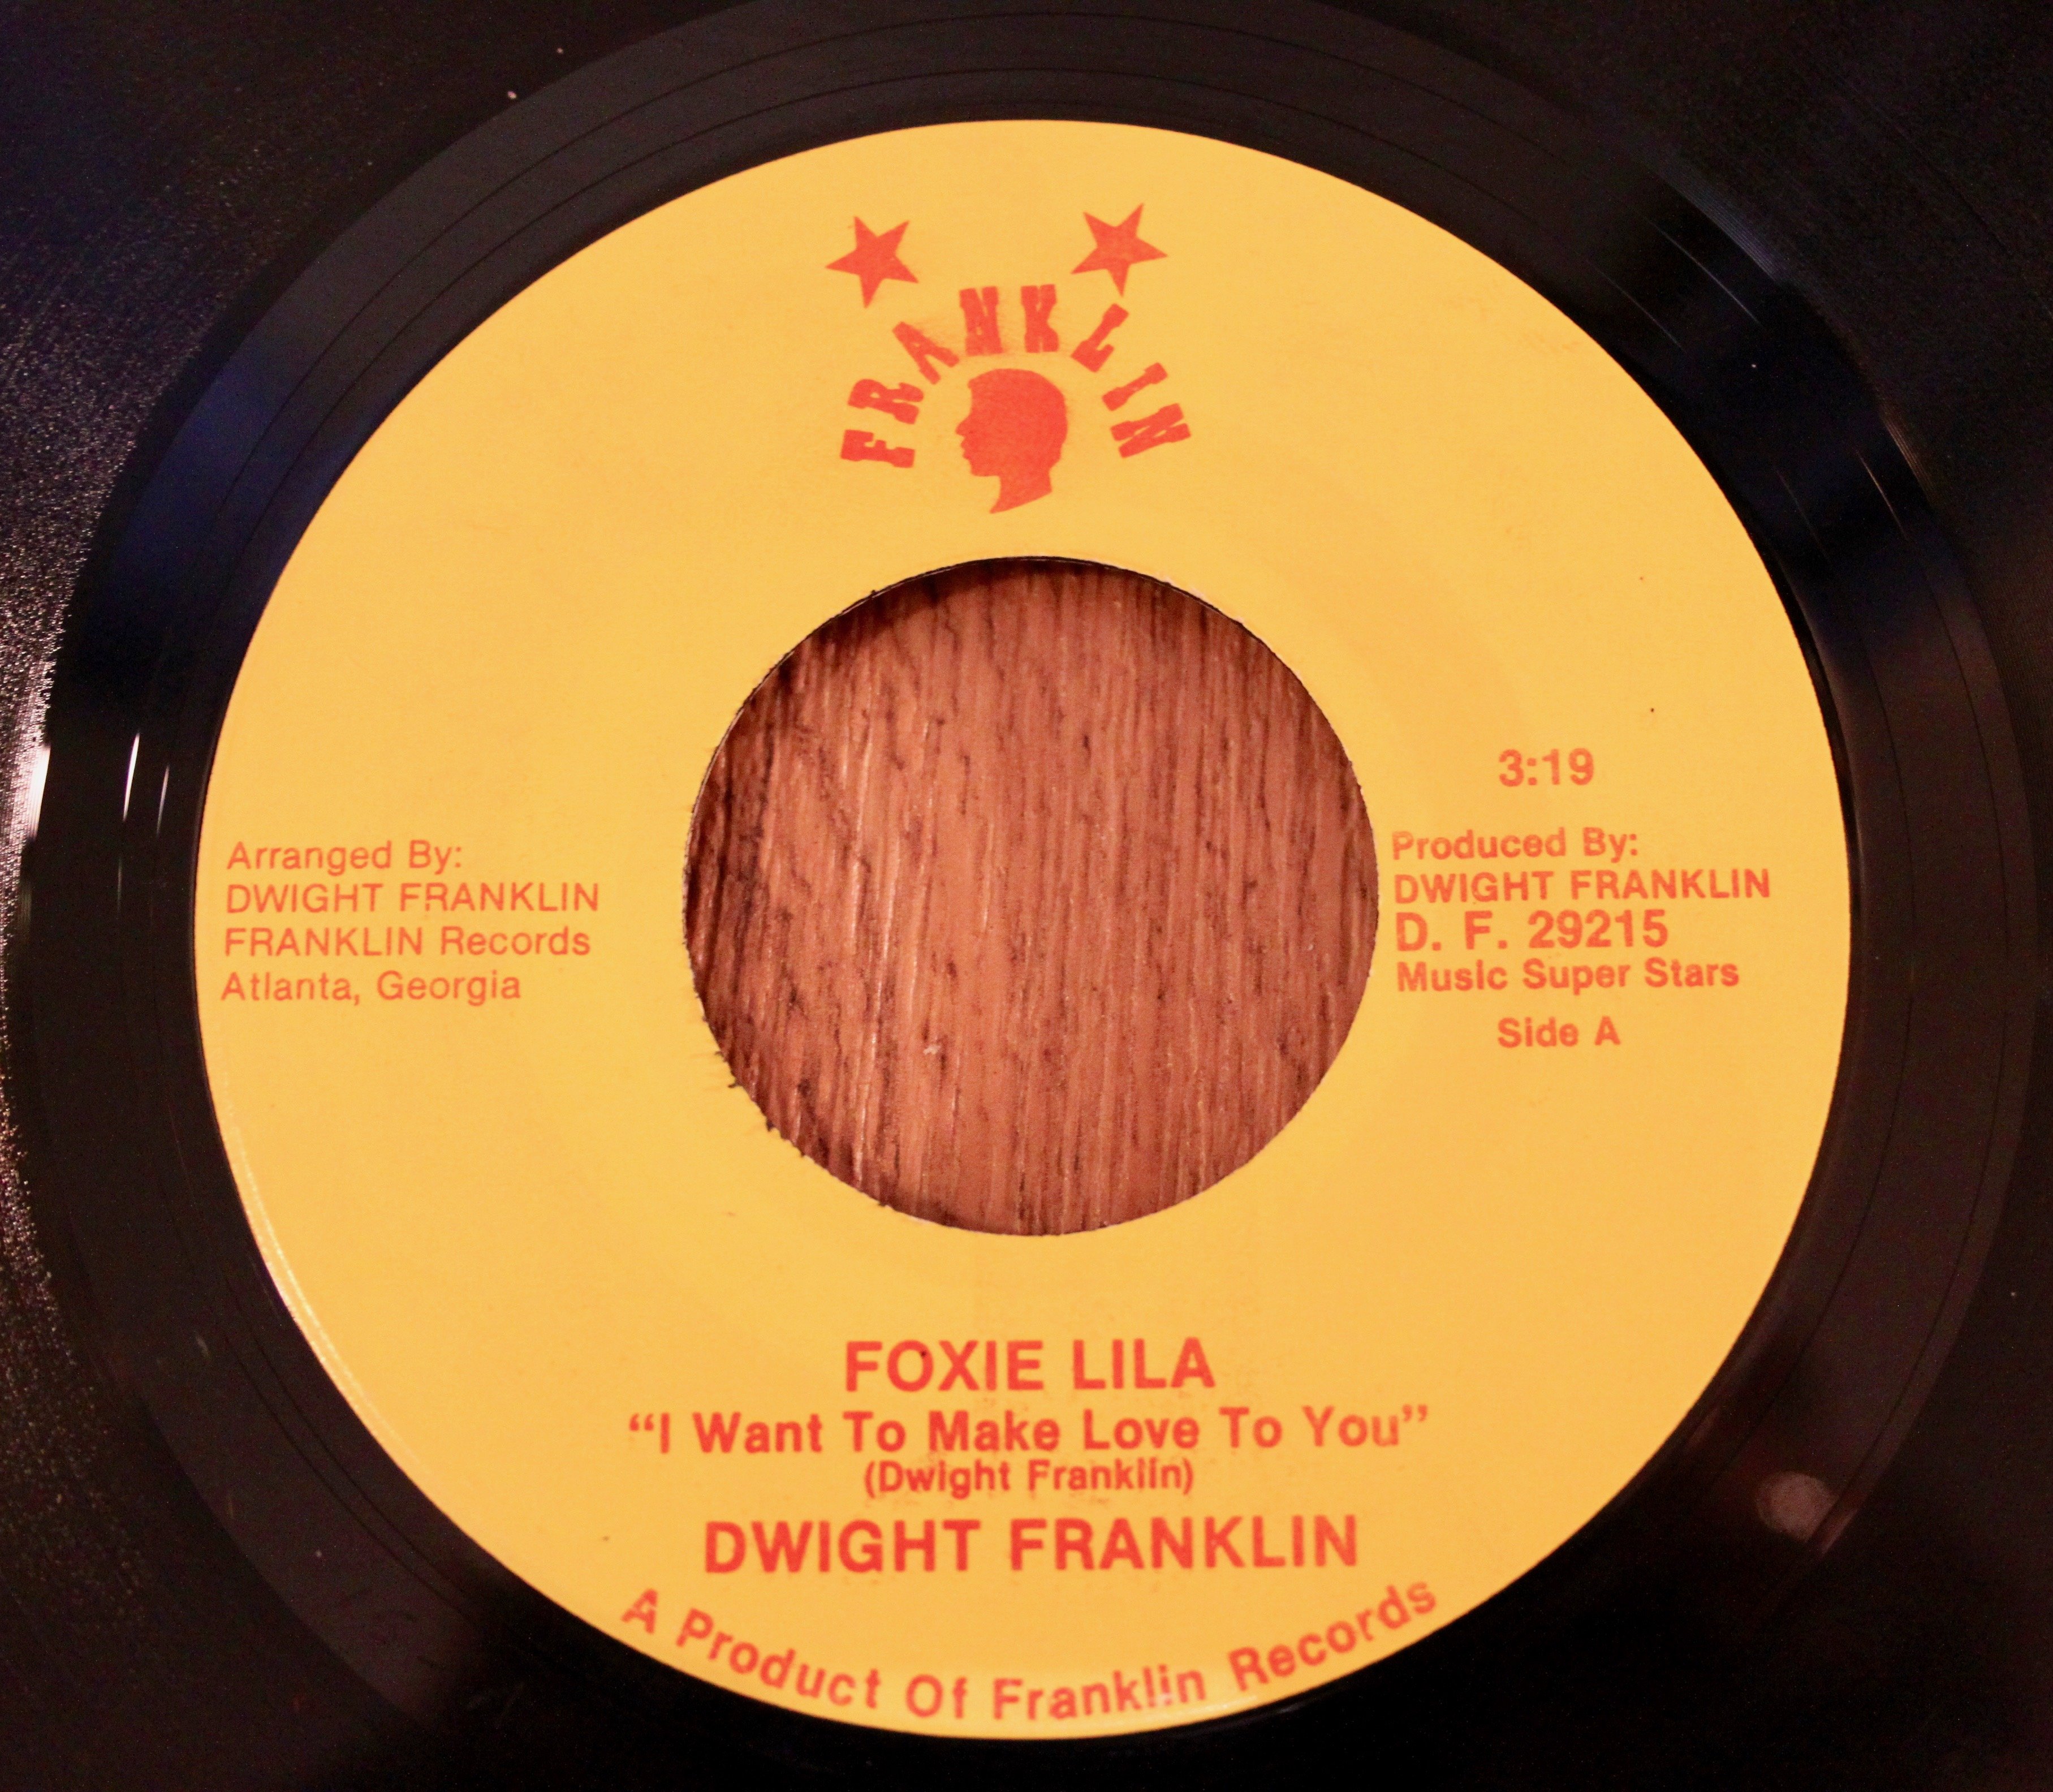 FRANKLIN
3:19
Arranged By:
DWIGHT FRANKLIN
FRANKLIN Records
Atlanta, Georgia
Produced By:
DWIGHT FRANKLIN
D. F. 29215
Music Super Stars
Side A
FOXIE LILA
“I Want To Make Love To You”
(Dwight Franklin)
DWIGHT FRANKLIN
A Product Of Franklin Records